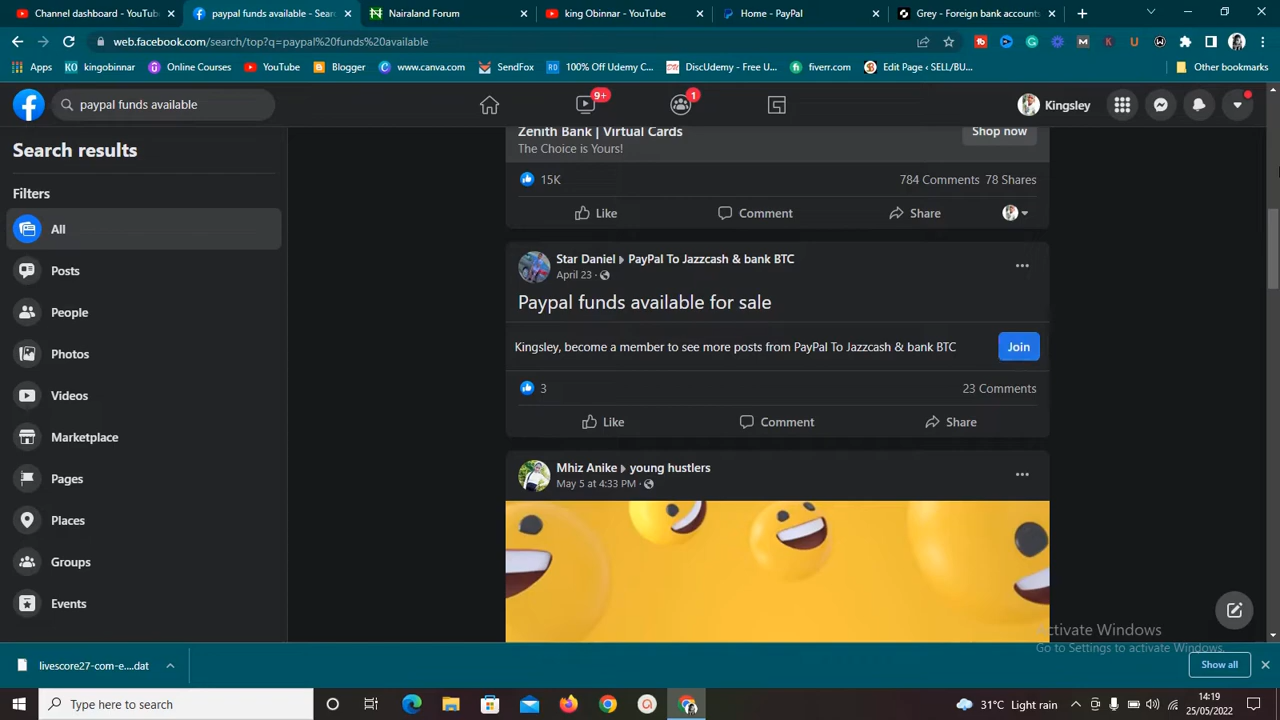 Channel dashboard - YouTube
paypal funds available - Sear
Nairaland Forum
king Obinnar - YouTube
Home - PayPal
Grey - Foreign bank accounts
web.facebook.com/search/top?q=paypal%20funds%20available
Apps
kingobinnar
Online Courses
YouTube
Blogger
www.canva.com
SendFox
100% Off Udemy C...
DiscUdemy - Free U...
fiverr.com
Edit Page ‹ SELL/BU...
Other bookmarks
paypal funds available
9+
1
Kingsley
Search results
Filters
All
Posts
People
Photos
Videos
Marketplace
Pages
Places
Groups
Events
Zenith Bank | Virtual Cards
The Choice is Yours!
Shop now
15K
784 Comments 78 Shares
Like
Comment
Share
Star Daniel ▸ PayPal To Jazzcash & bank BTC
April 23 ·
Paypal funds available for sale
Kingsley, become a member to see more posts from PayPal To Jazzcash & bank BTC
Join
3
23 Comments
Like
Comment
Share
Mhiz Anike ▸ young hustlers
May 5 at 4:33 PM ·
Activate Windows
Go to Settings to activate Windows.
livescore27-com-e....dat
Show all
Type here to search
31°C Light rain
14:19
25/05/2022